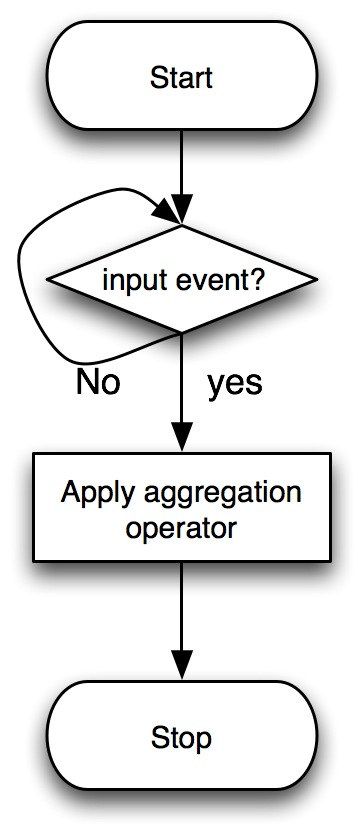 Start
input event?
No
yes
Apply aggregation
operator
Stop